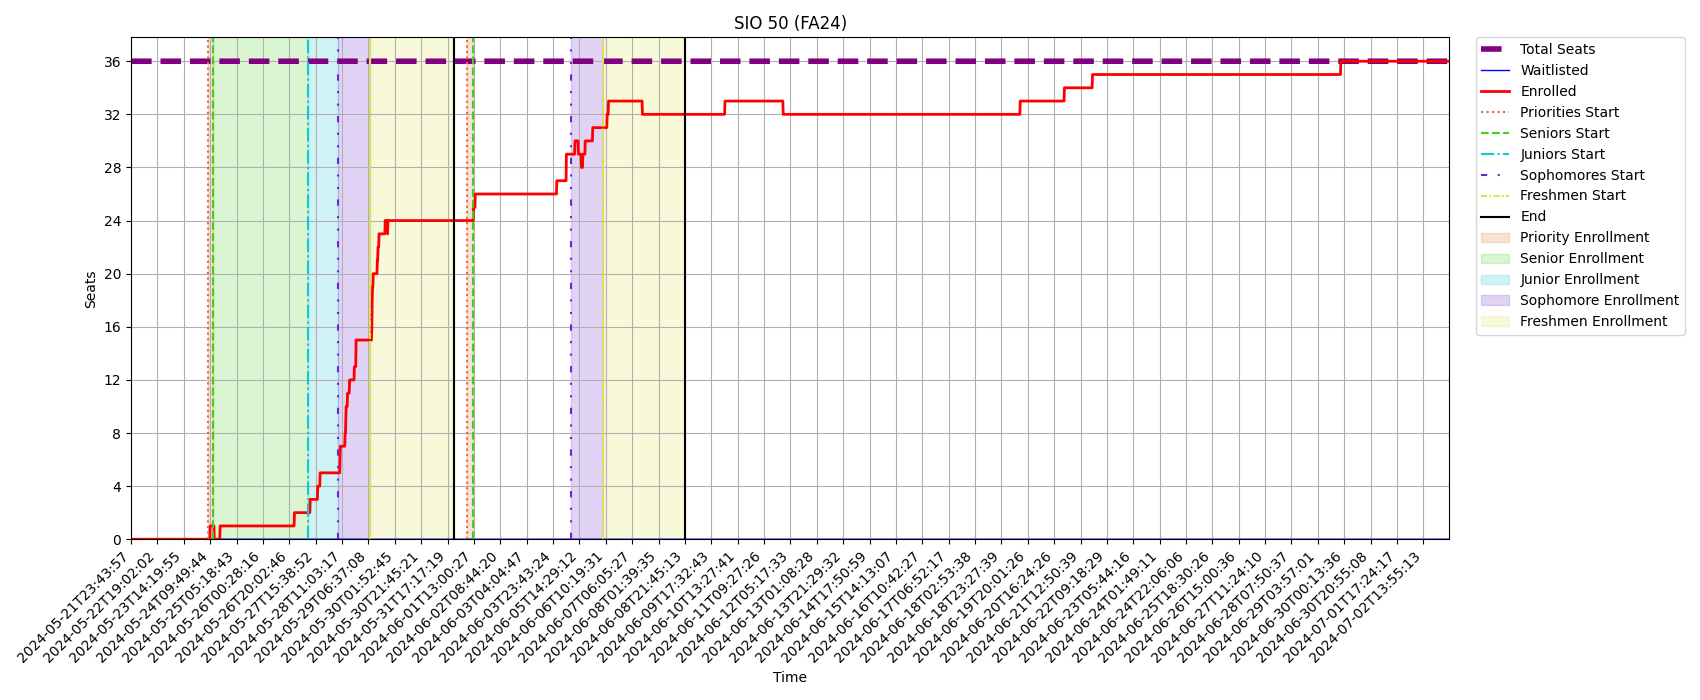 SIO 50 (FA24)
Seats
36
32
28
24
20
16
12
8
4
0
2024-05-21T23:43:57
2024-05-22T19:02:02
2024-05-23T14:19:55
2024-05-24T09:49:44
2024-05-25T05:18:43
2024-05-26T00:28:16
2024-05-26T20:02:46
2024-05-27T15:38:52
2024-05-28T11:03:17
2024-05-29T06:37:08
2024-05-30T01:52:45
2024-05-30T21:45:21
2024-05-31T17:17:19
2024-06-01T13:00:27
2024-06-02T08:44:20
2024-06-03T04:04:47
2024-06-03T23:43:24
2024-06-05T14:29:12
2024-06-06T10:19:31
2024-06-07T06:05:27
2024-06-08T01:39:35
2024-06-08T21:45:13
2024-06-09T17:32:43
2024-06-10T13:27:41
2024-06-11T09:27:26
2024-06-12T05:17:33
2024-06-13T01:08:28
2024-06-13T21:29:32
2024-06-14T17:50:59
2024-06-15T14:13:07
2024-06-16T10:42:27
2024-06-17T06:52:17
2024-06-18T02:53:38
2024-06-18T23:27:39
2024-06-19T20:01:26
2024-06-20T16:24:26
2024-06-21T12:50:39
2024-06-22T09:18:29
2024-06-23T05:44:16
2024-06-24T01:49:11
2024-06-24T22:06:06
2024-06-25T18:30:26
2024-06-26T15:00:36
2024-06-27T11:24:10
2024-06-28T07:50:37
2024-06-29T03:57:01
2024-06-30T00:13:36
2024-06-30T20:55:08
2024-07-01T17:24:17
2024-07-02T13:55:13
Time
Total Seats
Waitlisted
Enrolled
Priorities Start
Seniors Start
Juniors Start
Sophomores Start
Freshmen Start
End
Priority Enrollment
Senior Enrollment
Junior Enrollment
Sophomore Enrollment
Freshmen Enrollment